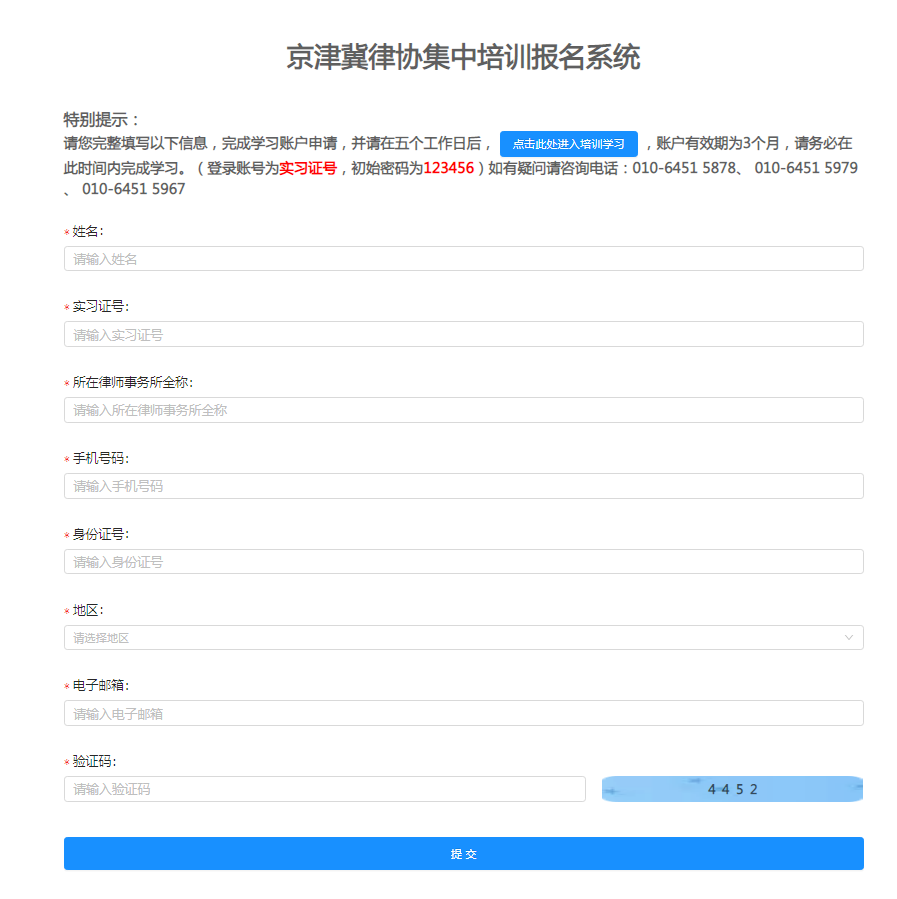 京津冀律协集中培训报名系统
特别提示：
请您完整填写以下信息，完成学习账户申请，并请在五个工作日后， 点击此处进入培训学习 ，账户有效期为3个月，请务必在
此时间内完成学习。（登录账号为实习证号，初始密码为123456）如有疑问请咨询电话：010-6451 5878、 010-6451 5979
、 010-6451 5967
* 姓名:
请输入姓名
* 实习证号:
请输入实习证号
* 所在律师事务所全称:
请输入所在律师事务所全称
* 手机号码:
请输入手机号码
* 身份证号:
请输入身份证号
* 地区:
请选择地区
* 电子邮箱:
请输入电子邮箱
* 验证码:
请输入验证码 4 4 5 2
提 交